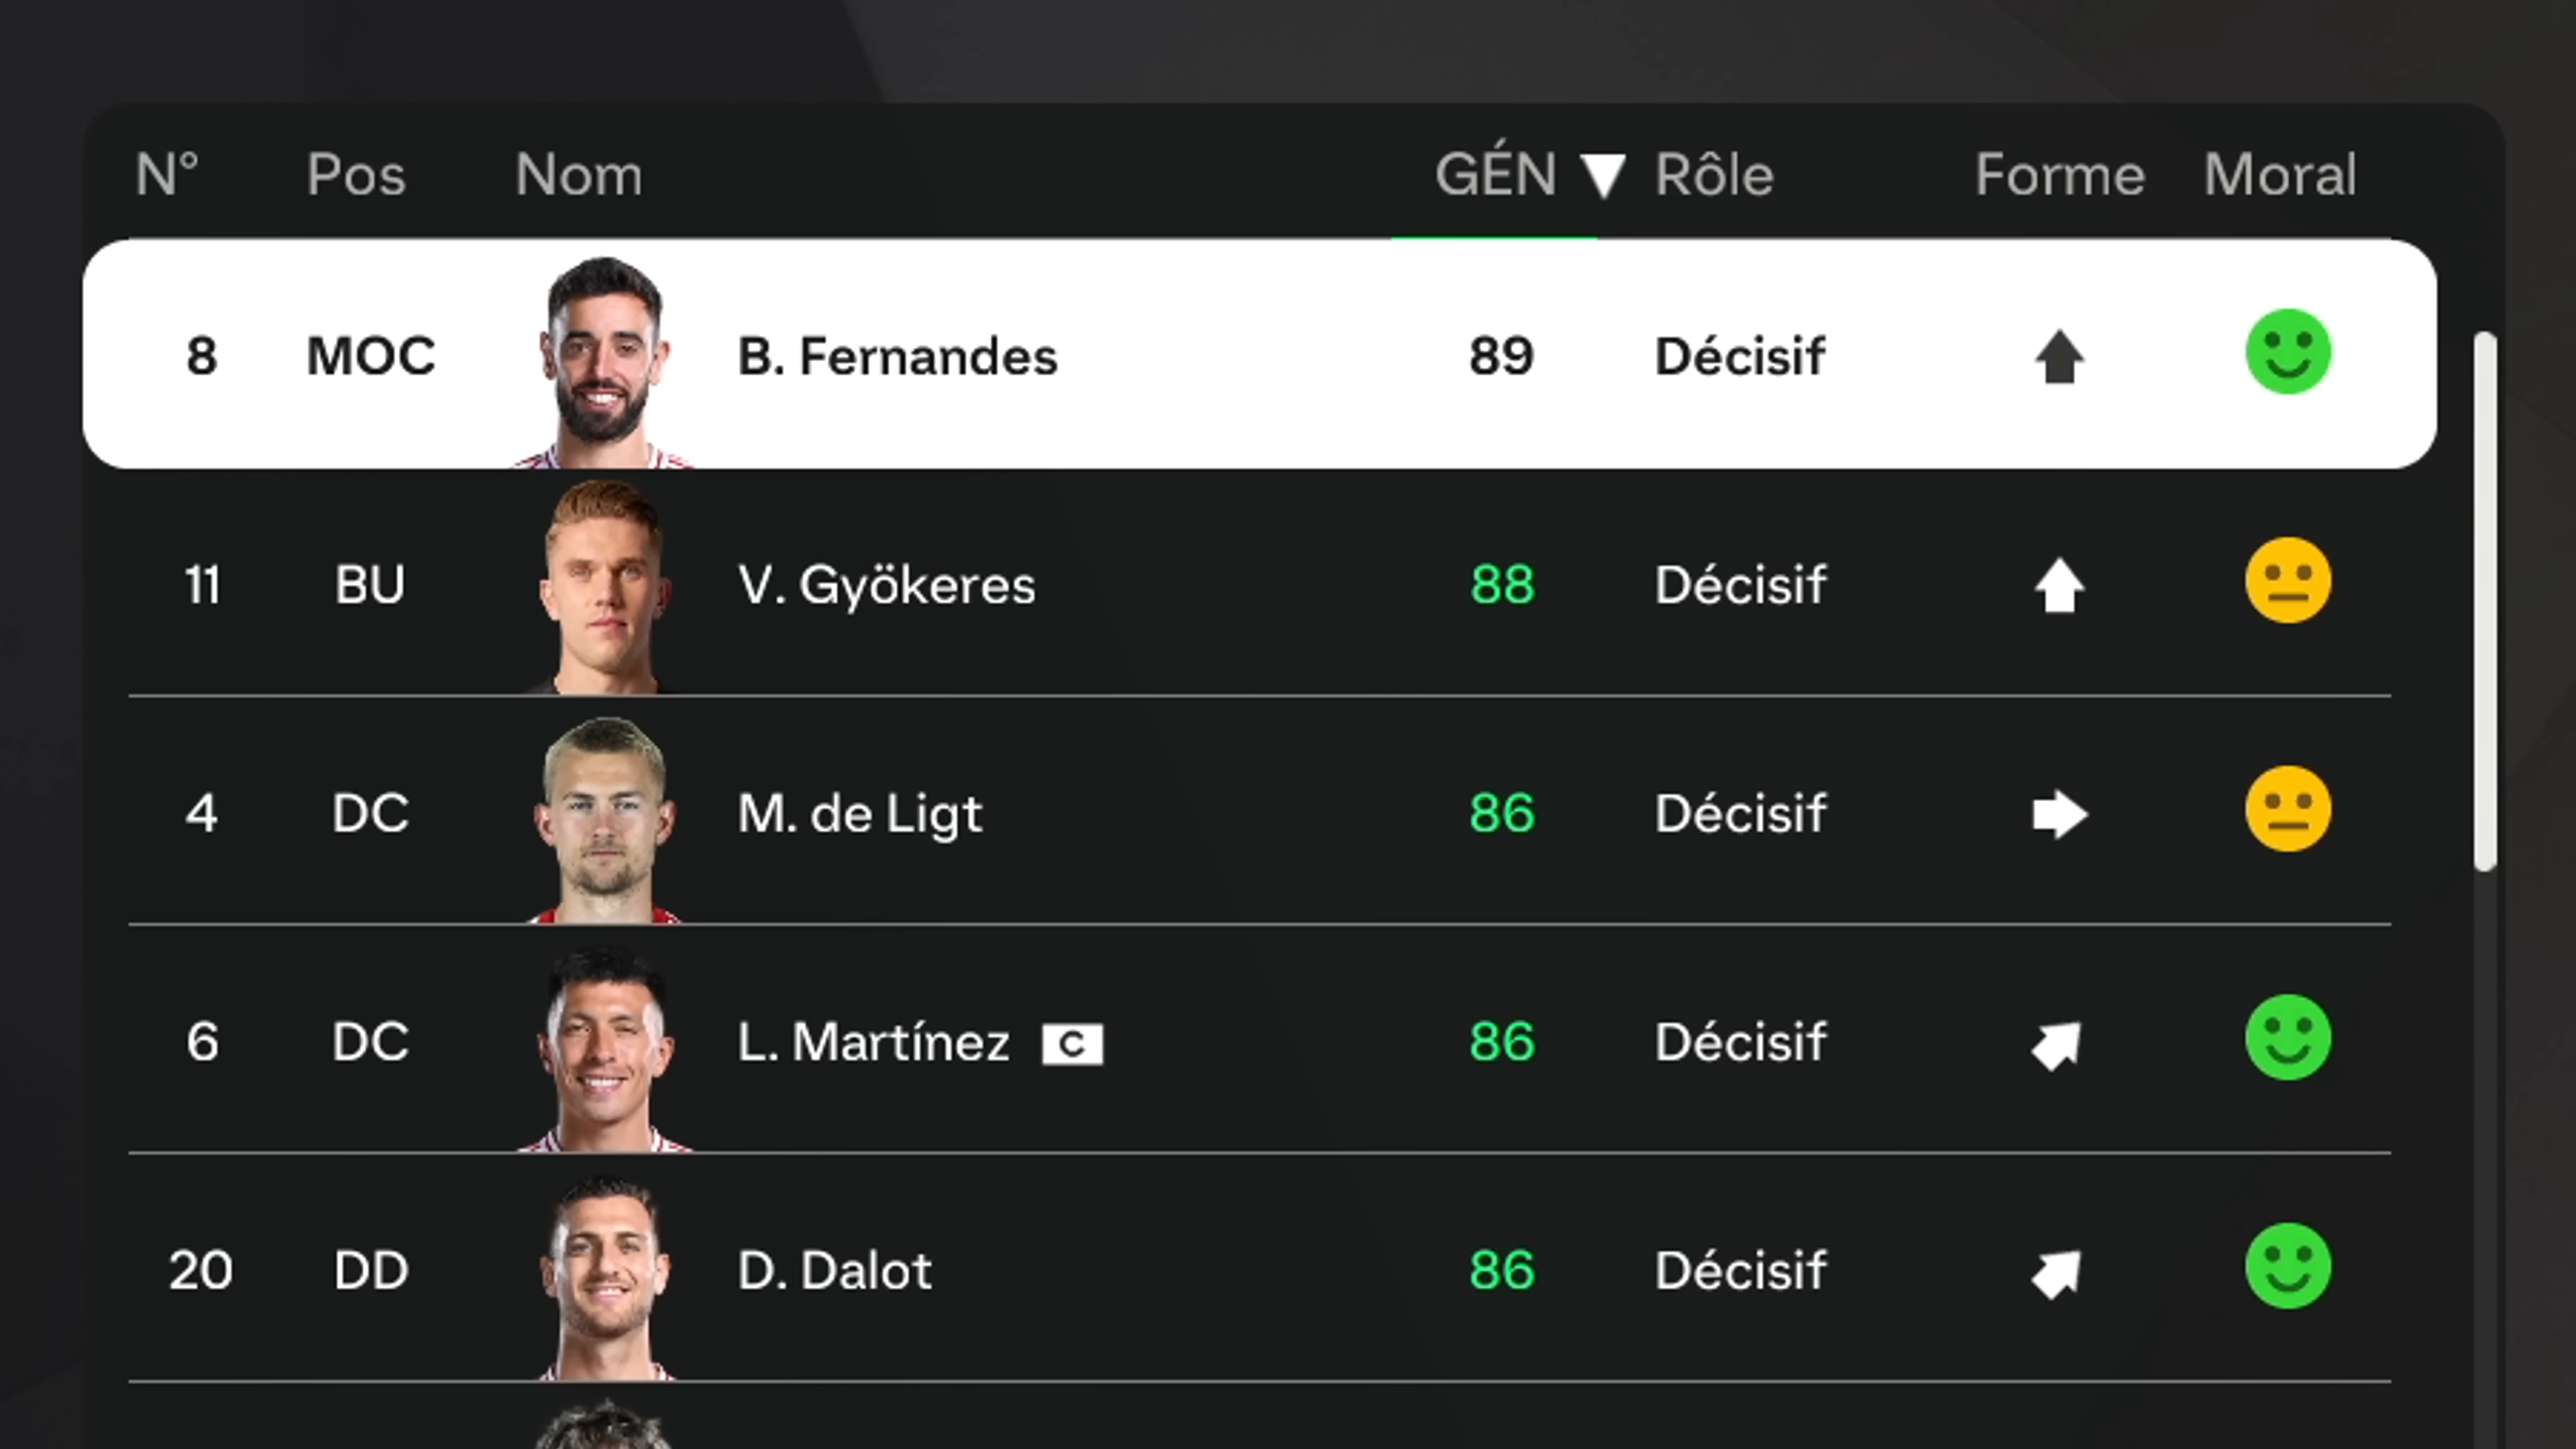 N° Pos Nom GÉN Rôle Forme Moral
8 MOC B. Fernandes 89 Décisif
11 BU V. Gyökeres 88 Décisif
4 DC M. de Ligt 86 Décisif
6 DC L. Martínez C 86 Décisif
20 DD D. Dalot 86 Décisif